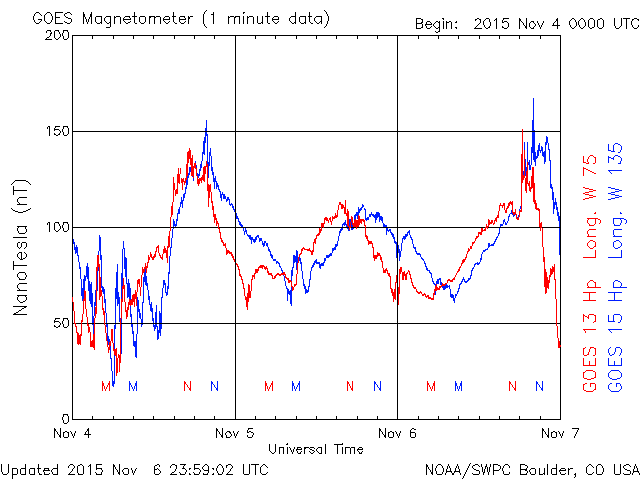 GOES Magnetometer (1 minute data)
Begin: 2015 Nov 4 0000 UTC
200
150
100
50
0
NanoTesla (nT)
M M N N M M N N M M N N
Nov 4 Nov 5 Nov 6 Nov 7
Universal Time
GOES 13 Hp Long. W 75
GOES 15 Hp Long. W 135
Updated 2015 Nov 6 23:59:02 UTC
NOAA/SWPC Boulder, CO USA